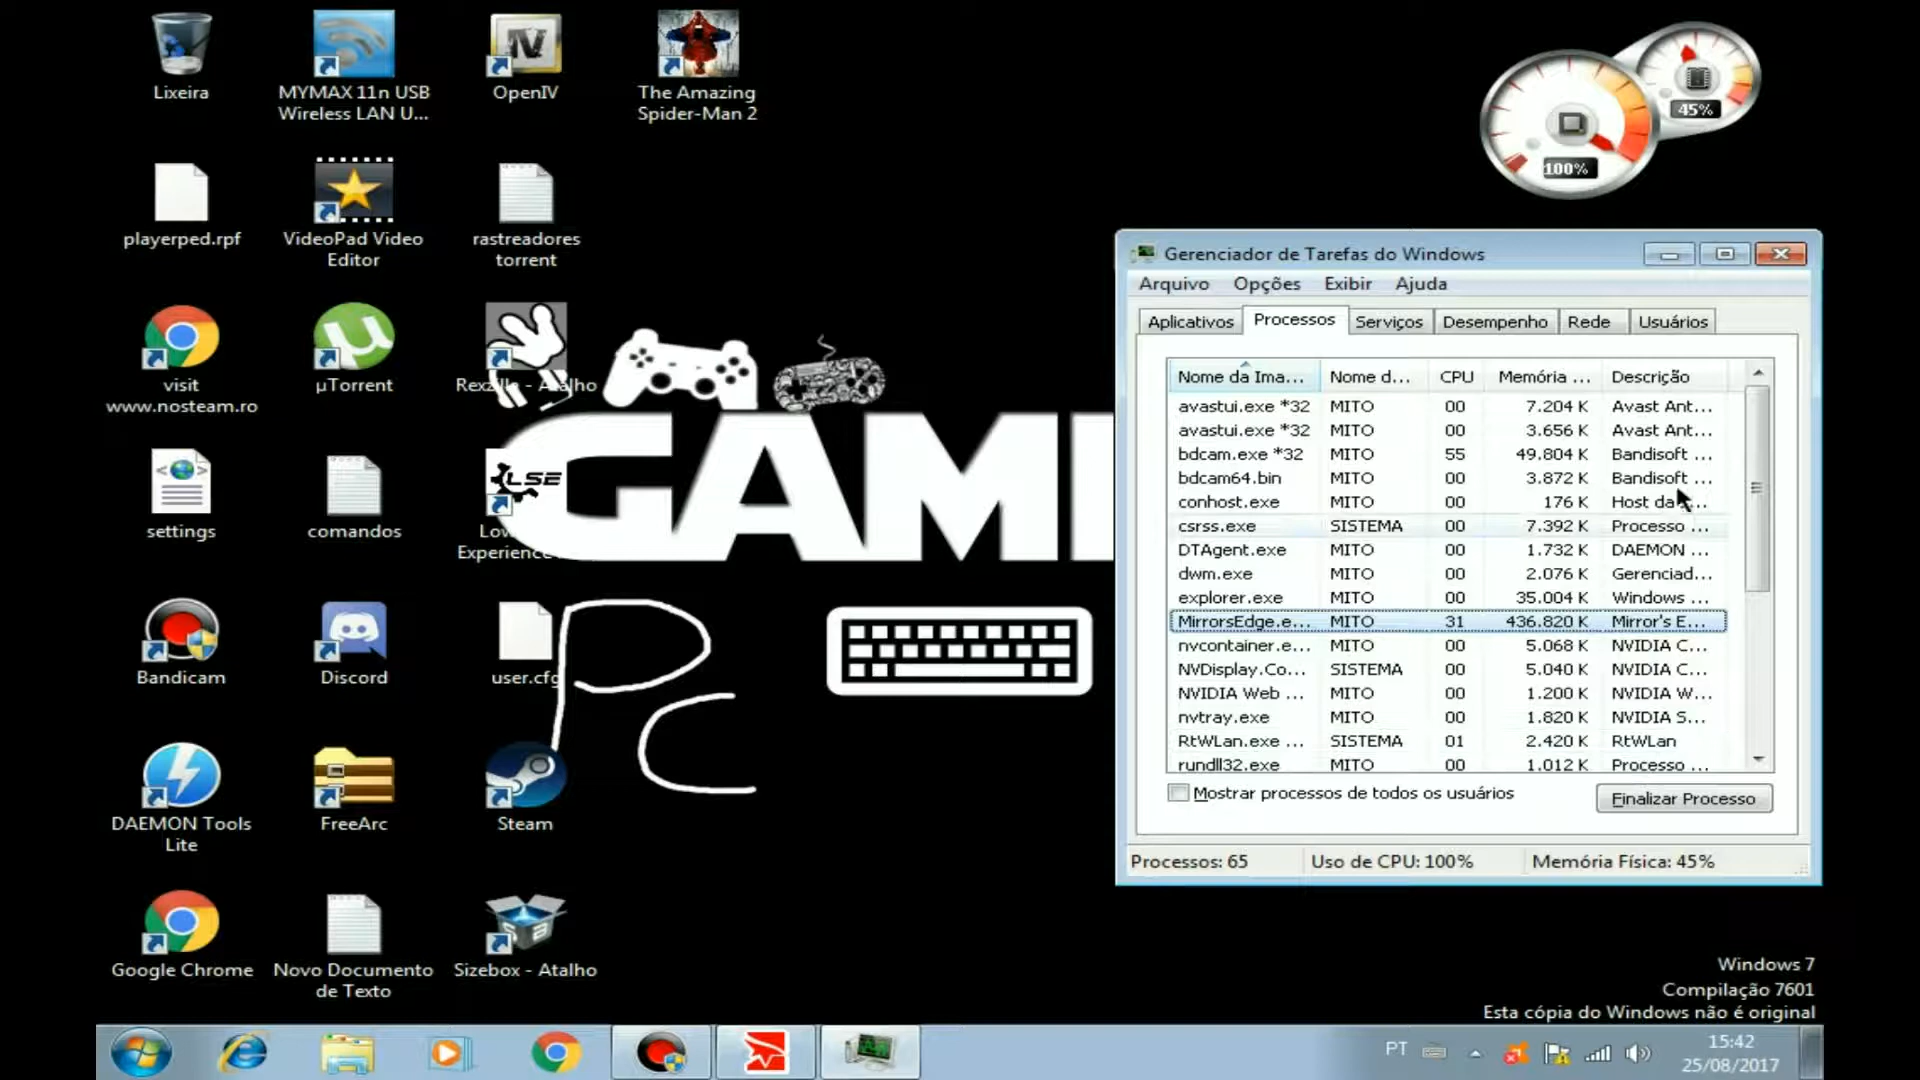 Lixeira
MYMAX 11n USB
Wireless LAN U...
OpenIV
The Amazing
Spider-Man 2
playerped.rpf
VideoPad Video
Editor
rastreadores
torrent
visit
www.nosteam.ro
µTorrent
Rexzilla - Atalho
settings
comandos
LSE
Low
Experience
Bandicam
Discord
user.cfg
DAEMON Tools
Lite
FreeArc
Steam
Google Chrome
Novo Documento
de Texto
Sizebox - Atalho
GAM
PC
45%
100%
Gerenciador de Tarefas do Windows
Arquivo Opções Exibir Ajuda
Aplicativos Processos Serviços Desempenho Rede Usuários
Nome da Ima... Nome d... CPU Memória ... Descrição
avastui.exe *32 MITO 00 7.204 K Avast Ant...
avastui.exe *32 MITO 00 3.656 K Avast Ant...
bdcam.exe *32 MITO 55 49.804 K Bandisoft ...
bdcam64.bin MITO 00 3.872 K Bandisoft ...
conhost.exe MITO 00 176 K Host da ...
csrss.exe SISTEMA 00 7.392 K Processo ...
DTAgent.exe MITO 00 1.732 K DAEMON ...
dwm.exe MITO 00 2.076 K Gerenciad...
explorer.exe MITO 00 35.004 K Windows ...
MirrorsEdge.e... MITO 31 436.820 K Mirror's E...
nvcontainer.e... MITO 00 5.068 K NVIDIA C...
NVDisplay.Co... SISTEMA 00 5.040 K NVIDIA C...
NVIDIA Web ... MITO 00 1.200 K NVIDIA W...
nvtray.exe MITO 00 1.820 K NVIDIA S...
RtWLan.exe ... SISTEMA 01 2.420 K RtWLan
rundll32.exe MITO 00 1.012 K Processo ...
Mostrar processos de todos os usuários
Finalizar Processo
Processos: 65 Uso de CPU: 100% Memória Física: 45%
Windows 7
Compilação 7601
Esta cópia do Windows não é original
PT
15:42
25/08/2017